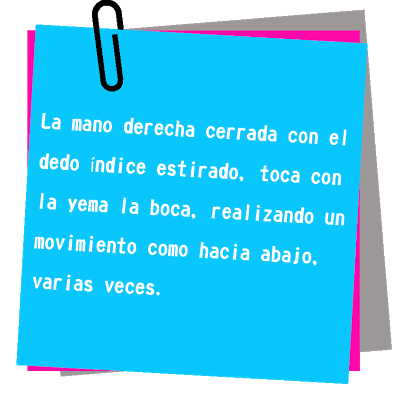 La mano derecha cerrada con el
dedo índice estirado, toca con
la yema la boca, realizando un
movimiento como hacia abajo,
varias veces.